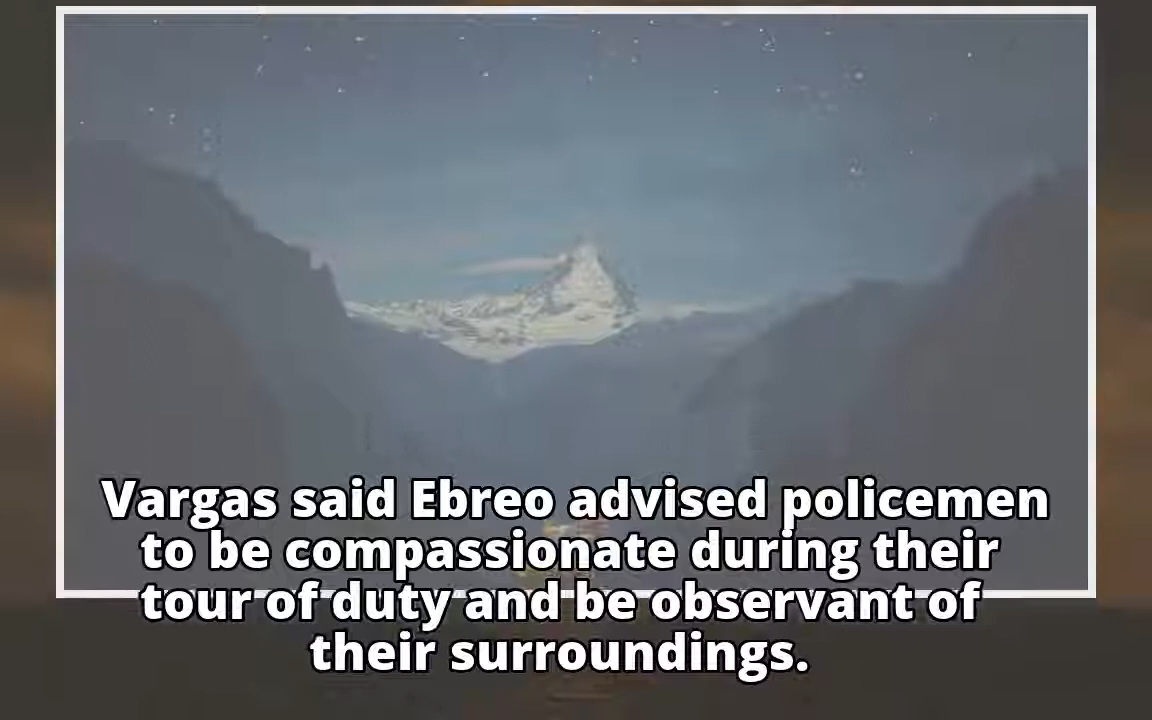 Vargas said Ebreo advised policemen
to be compassionate during their
tour of duty and be observant of
their surroundings.